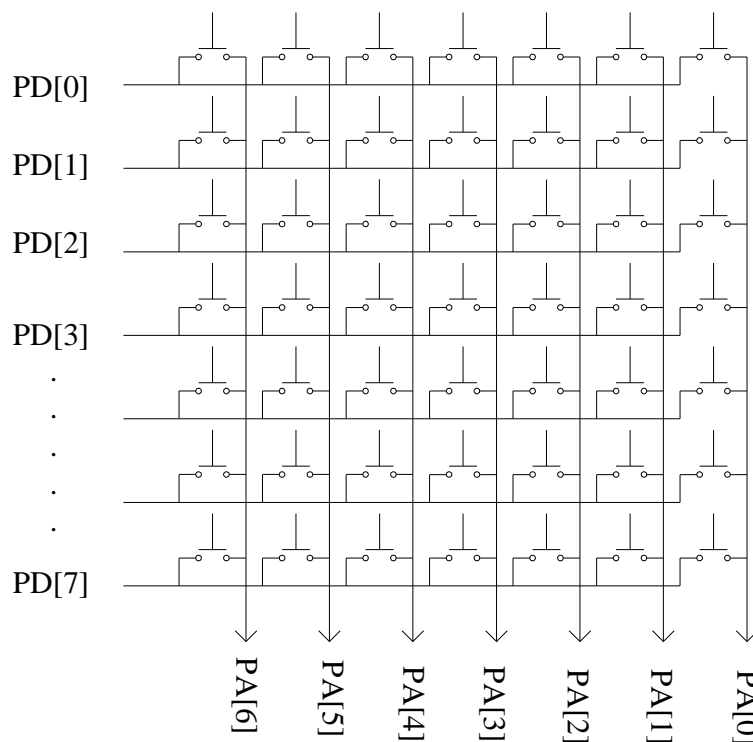 PD[0]
PD[1]
PD[2]
PD[3]
.
.
.
.
.
PD[7]
PA[6]
PA[5]
PA[4]
PA[3]
PA[2]
PA[1]
PA[0]